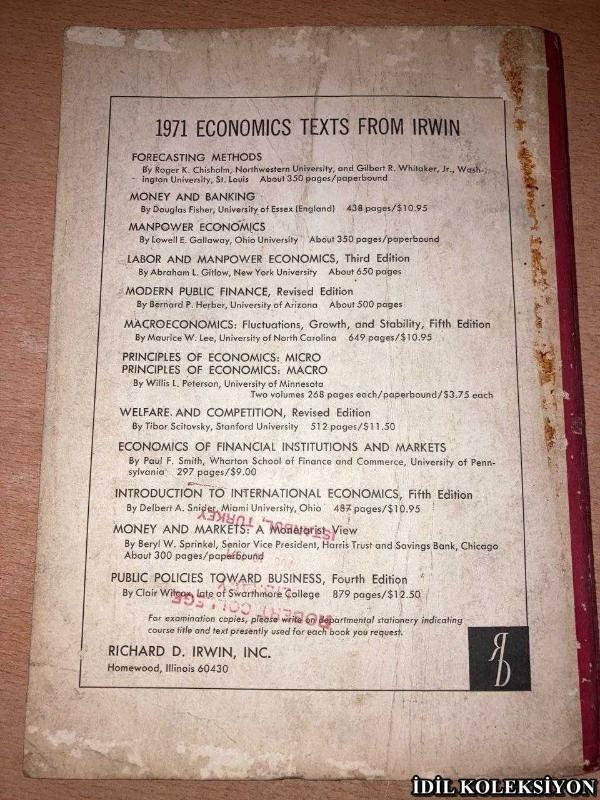 1971 ECONOMICS TEXTS FROM IRWIN
FORECASTING METHODS
By Roger K. Chisholm, Northwestern University, and Gilbert R. Whitaker, Jr., Wash-
ington University, St. Louis About 350 pages/paperbound
MONEY AND BANKING
By Douglas Fisher, University of Essex (England) 438 pages/$10.95
MANPOWER ECONOMICS
By Lowell E. Gallaway, Ohio University About 350 pages/paperbound
LABOR AND MANPOWER ECONOMICS, Third Edition
By Abraham L. Gitlow, New York University About 650 pages
MODERN PUBLIC FINANCE, Revised Edition
By Bernard P. Herber, University of Arizona About 500 pages
MACROECONOMICS: Fluctuations, Growth, and Stability, Fifth Edition
By Maurice W. Lee, University of North Carolina 649 pages/$10.95
PRINCIPLES OF ECONOMICS: MICRO
PRINCIPLES OF ECONOMICS: MACRO
By Willis L. Peterson, University of Minnesota
Two volumes 268 pages each/paperbound/$3.75 each
WELFARE AND COMPETITION, Revised Edition
By Tibor Scitovsky, Stanford University 512 pages/$11.50
ECONOMICS OF FINANCIAL INSTITUTIONS AND MARKETS
By Paul F. Smith, Wharton School of Finance and Commerce, University of Penn-
sylvania 297 pages/$9.00
INTRODUCTION TO INTERNATIONAL ECONOMICS, Fifth Edition
By Delbert A. Snider, Miami University, Ohio 487 pages/$10.95
MONEY AND MARKETS: A Monetarist View
By Beryl W. Sprinkel, Senior Vice President, Harris Trust and Savings Bank, Chicago
About 300 pages/paperbound
PUBLIC POLICIES TOWARD BUSINESS, Fourth Edition
By Clair Wilcox, late of Swarthmore College 879 pages/$12.50
For examination copies, please write on departmental stationery indicating
course title and text presently used for each book you request.
RICHARD D. IRWIN, INC.
Homewood, Illinois 60430
ROBERT COLLEGE
ISTANBUL, TURKEY
İDİL KOLEKSİYON